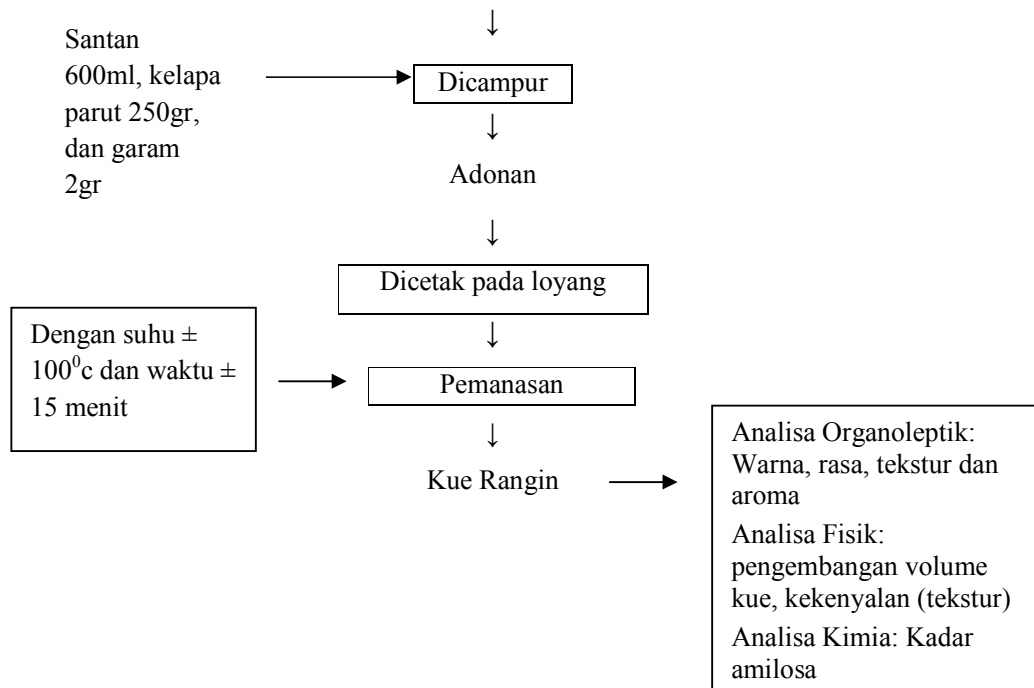 ↓
Santan
600ml, kelapa
parut 250gr,
dan garam
2gr
Dicampur
↓
Adonan
↓
Dicetak pada loyang
↓
Dengan suhu ±
100⁰c dan waktu ±
15 menit
Pemanasan
↓
Kue Rangin
Analisa Organoleptik:
Warna, rasa, tekstur dan
aroma
Analisa Fisik:
pengembangan volume
kue, kekenyalan (tekstur)
Analisa Kimia: Kadar
amilosa